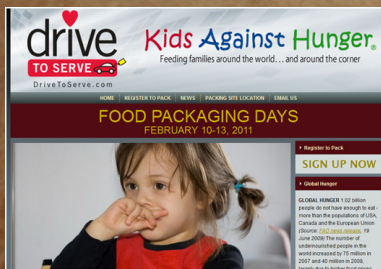 drive
TO SERVE
DriveToServe.com
Kids Against Hunger®
Feeding families around the world...and around the corner
HOME REGISTER TO PACK NEWS PACKING SITE LOCATION EMAIL US
FOOD PACKAGING DAYS
FEBRUARY 10-13, 2011
Register to Pack
SIGN UP NOW
Global Hunger
GLOBAL HUNGER 1.02 billion
people do not have enough to eat -
more than the populations of USA,
Canada and the European Union
(Source: FAO news release, 19
June 2009) The number of
undernourished people in the
world increased by 75 million in
2007 and 40 million in 2008,